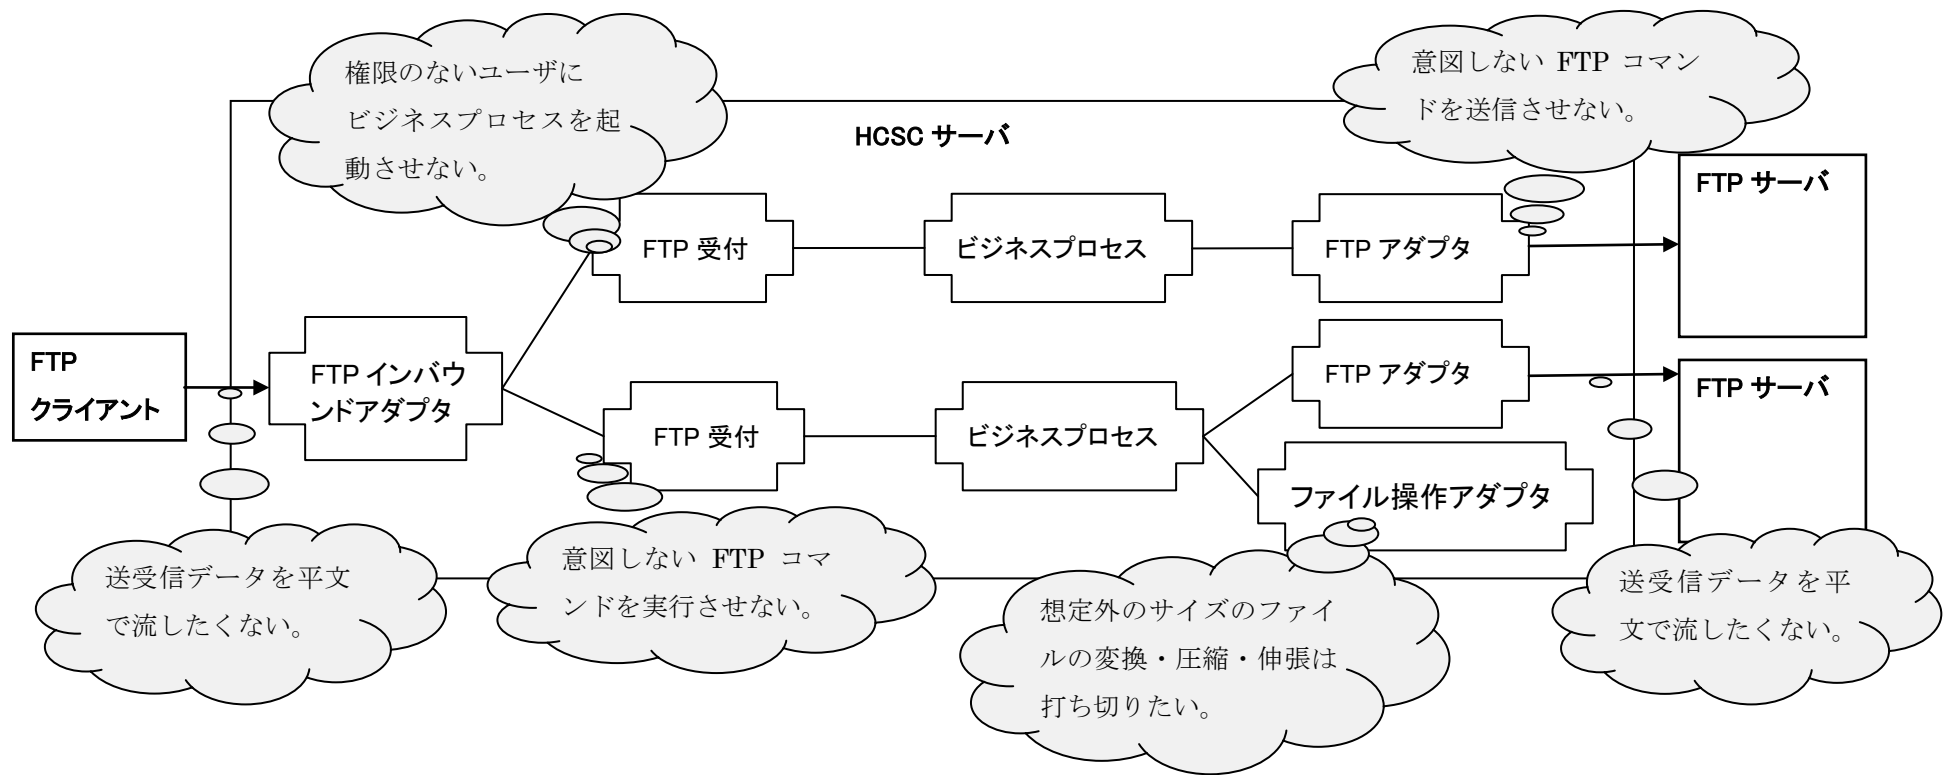 権限のないユーザに
ビジネスプロセスを起
動させない。
意図しない FTP コマン
ドを送信させない。
HCSC サーバ
FTP サーバ
FTP 受付
ビジネスプロセス
FTP アダプタ
FTP
クライアント
FTP インバウ
ンドアダプタ
FTP アダプタ
FTP サーバ
FTP 受付
ビジネスプロセス
ファイル操作アダプタ
送受信データを平文
で流したくない。
意図しない FTP コマ
ンドを実行させない。
想定外のサイズのファイ
ルの変換・圧縮・伸張は
打ち切りたい。
送受信データを平
文で流したくない。